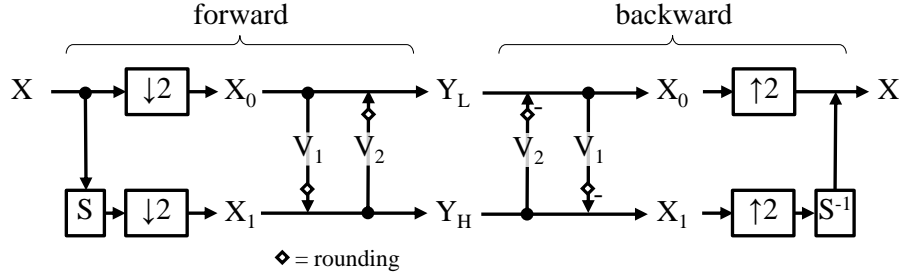 forward backward
X ↓2 X₀ Y_L X₀ ↑2 X
V₁ V₂ V₂ V₁
S ↓2 X₁ Y_H X₁ ↑2 S⁻¹
- -
◇ = rounding